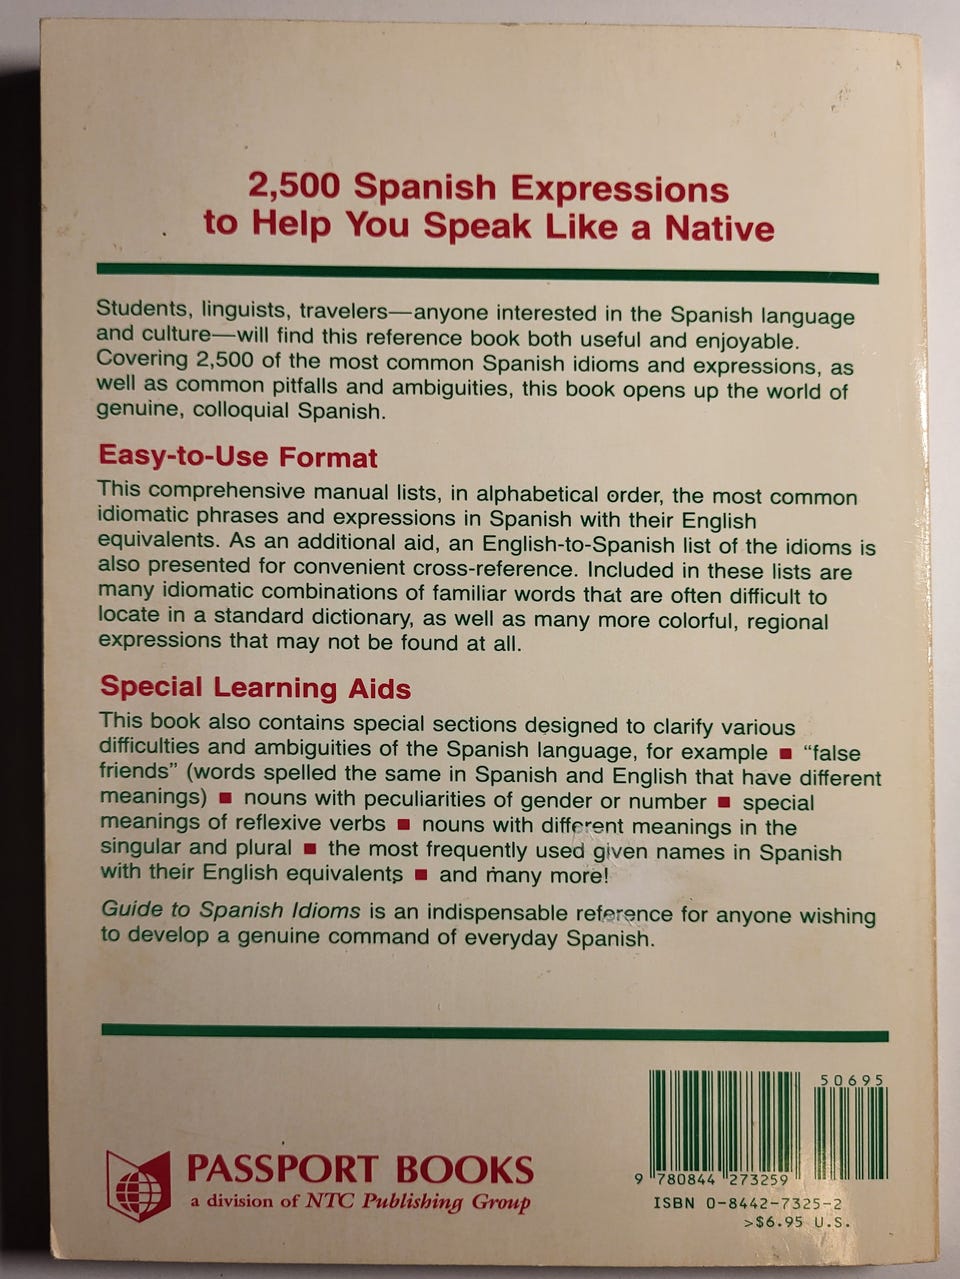 2,500 Spanish Expressions
to Help You Speak Like a Native
Students, linguists, travelers—anyone interested in the Spanish language
and culture—will find this reference book both useful and enjoyable.
Covering 2,500 of the most common Spanish idioms and expressions, as
well as common pitfalls and ambiguities, this book opens up the world of
genuine, colloquial Spanish.
Easy-to-Use Format
This comprehensive manual lists, in alphabetical order, the most common
idiomatic phrases and expressions in Spanish with their English
equivalents. As an additional aid, an English-to-Spanish list of the idioms is
also presented for convenient cross-reference. Included in these lists are
many idiomatic combinations of familiar words that are often difficult to
locate in a standard dictionary, as well as many more colorful, regional
expressions that may not be found at all.
Special Learning Aids
This book also contains special sections designed to clarify various
difficulties and ambiguities of the Spanish language, for example ■ “false
friends” (words spelled the same in Spanish and English that have different
meanings) ■ nouns with peculiarities of gender or number ■ special
meanings of reflexive verbs ■ nouns with different meanings in the
singular and plural ■ the most frequently used given names in Spanish
with their English equivalents ■ and many more!
Guide to Spanish Idioms is an indispensable reference for anyone wishing
to develop a genuine command of everyday Spanish.
PASSPORT BOOKS
a division of NTC Publishing Group
50695
9 780844 273259
ISBN 0-8442-7325-2
>$6.95 U.S.